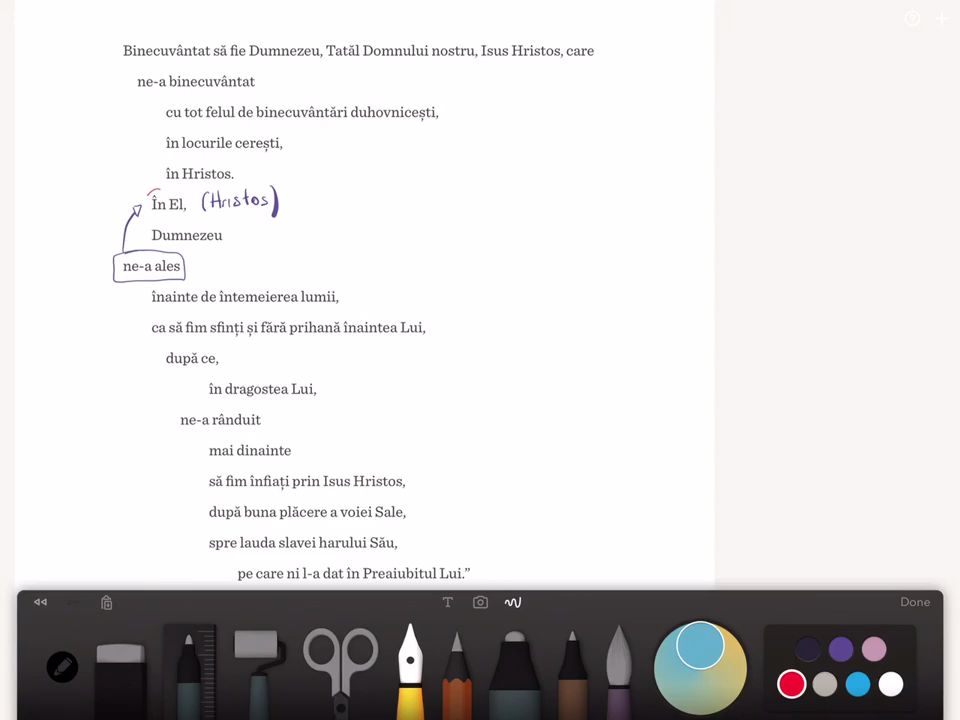 Binecuvântat să fie Dumnezeu, Tatăl Domnului nostru, Isus Hristos, care
ne-a binecuvântat
cu tot felul de binecuvântări duhovnicești,
în locurile cerești,
în Hristos.
În El, (Hristos)
Dumnezeu
ne-a ales
înainte de întemeierea lumii,
ca să fim sfinți și fără prihană înaintea Lui,
după ce,
în dragostea Lui,
ne-a rânduit
mai dinainte
să fim înfiați prin Isus Hristos,
după buna plăcere a voiei Sale,
spre lauda slavei harului Său,
pe care ni l-a dat în Preaiubitul Lui.”
T
Done